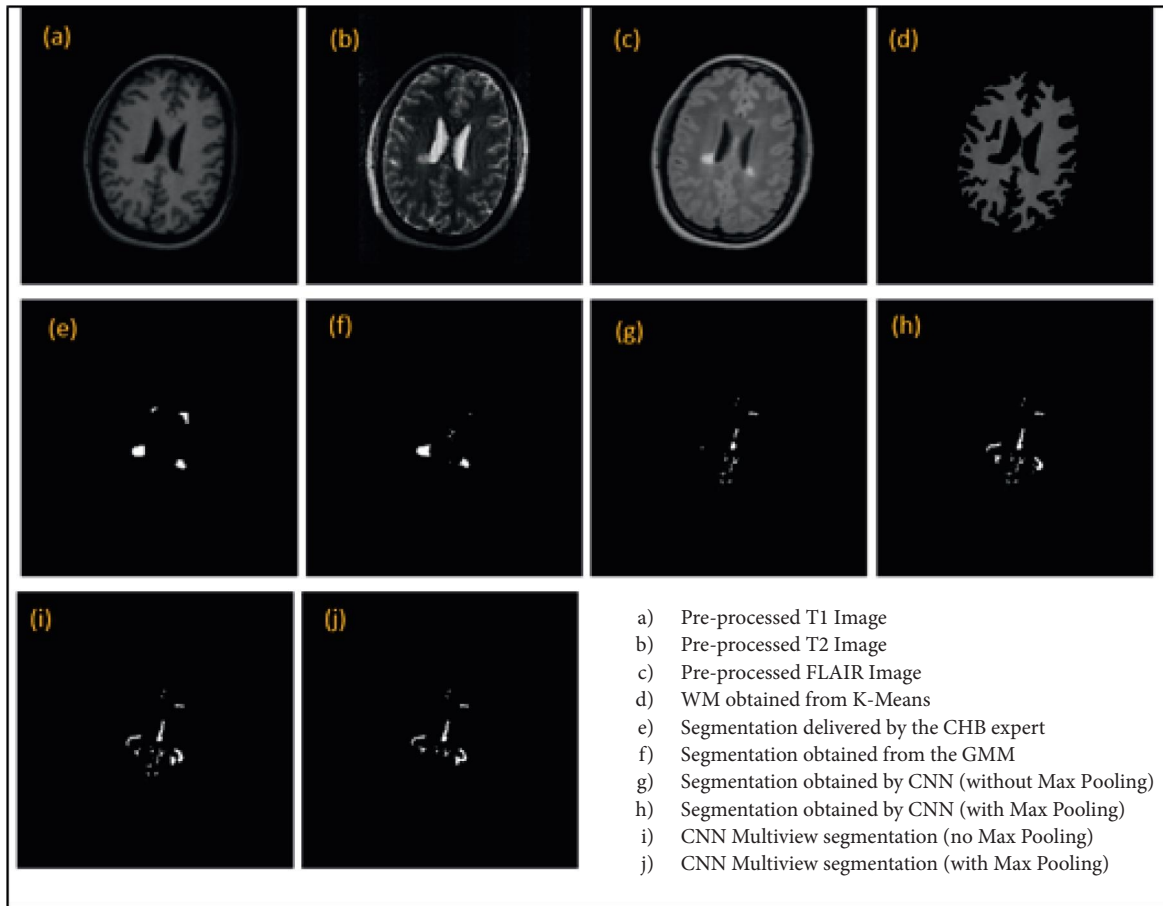 (a)
(b)
(c)
(d)
(e)
(f)
(g)
(h)
(i)
(j)
a) Pre-processed T1 Image
b) Pre-processed T2 Image
c) Pre-processed FLAIR Image
d) WM obtained from K-Means
e) Segmentation delivered by the CHB expert
f) Segmentation obtained from the GMM
g) Segmentation obtained by CNN (without Max Pooling)
h) Segmentation obtained by CNN (with Max Pooling)
i) CNN Multiview segmentation (no Max Pooling)
j) CNN Multiview segmentation (with Max Pooling)